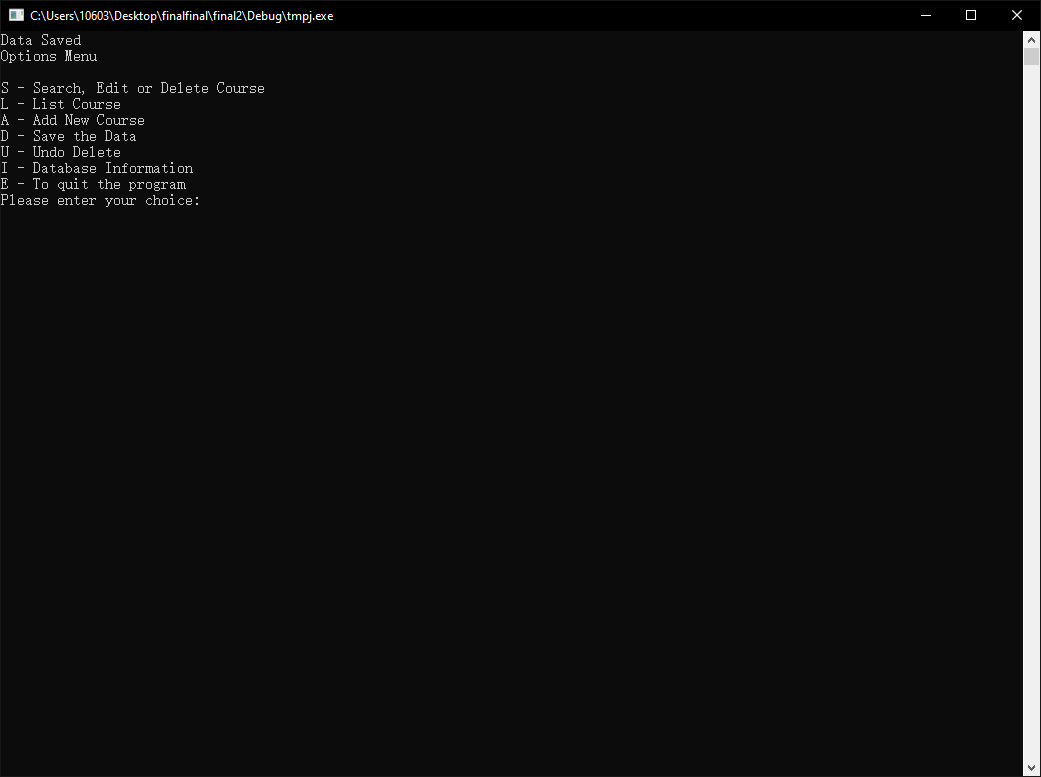 C:\Users\10603\Desktop\finalfinal\final2\Debug\tmpj.exe
Data Saved
Options Menu
S - Search, Edit or Delete Course
L - List Course
A - Add New Course
D - Save the Data
U - Undo Delete
I - Database Information
E - To quit the program
Please enter your choice: